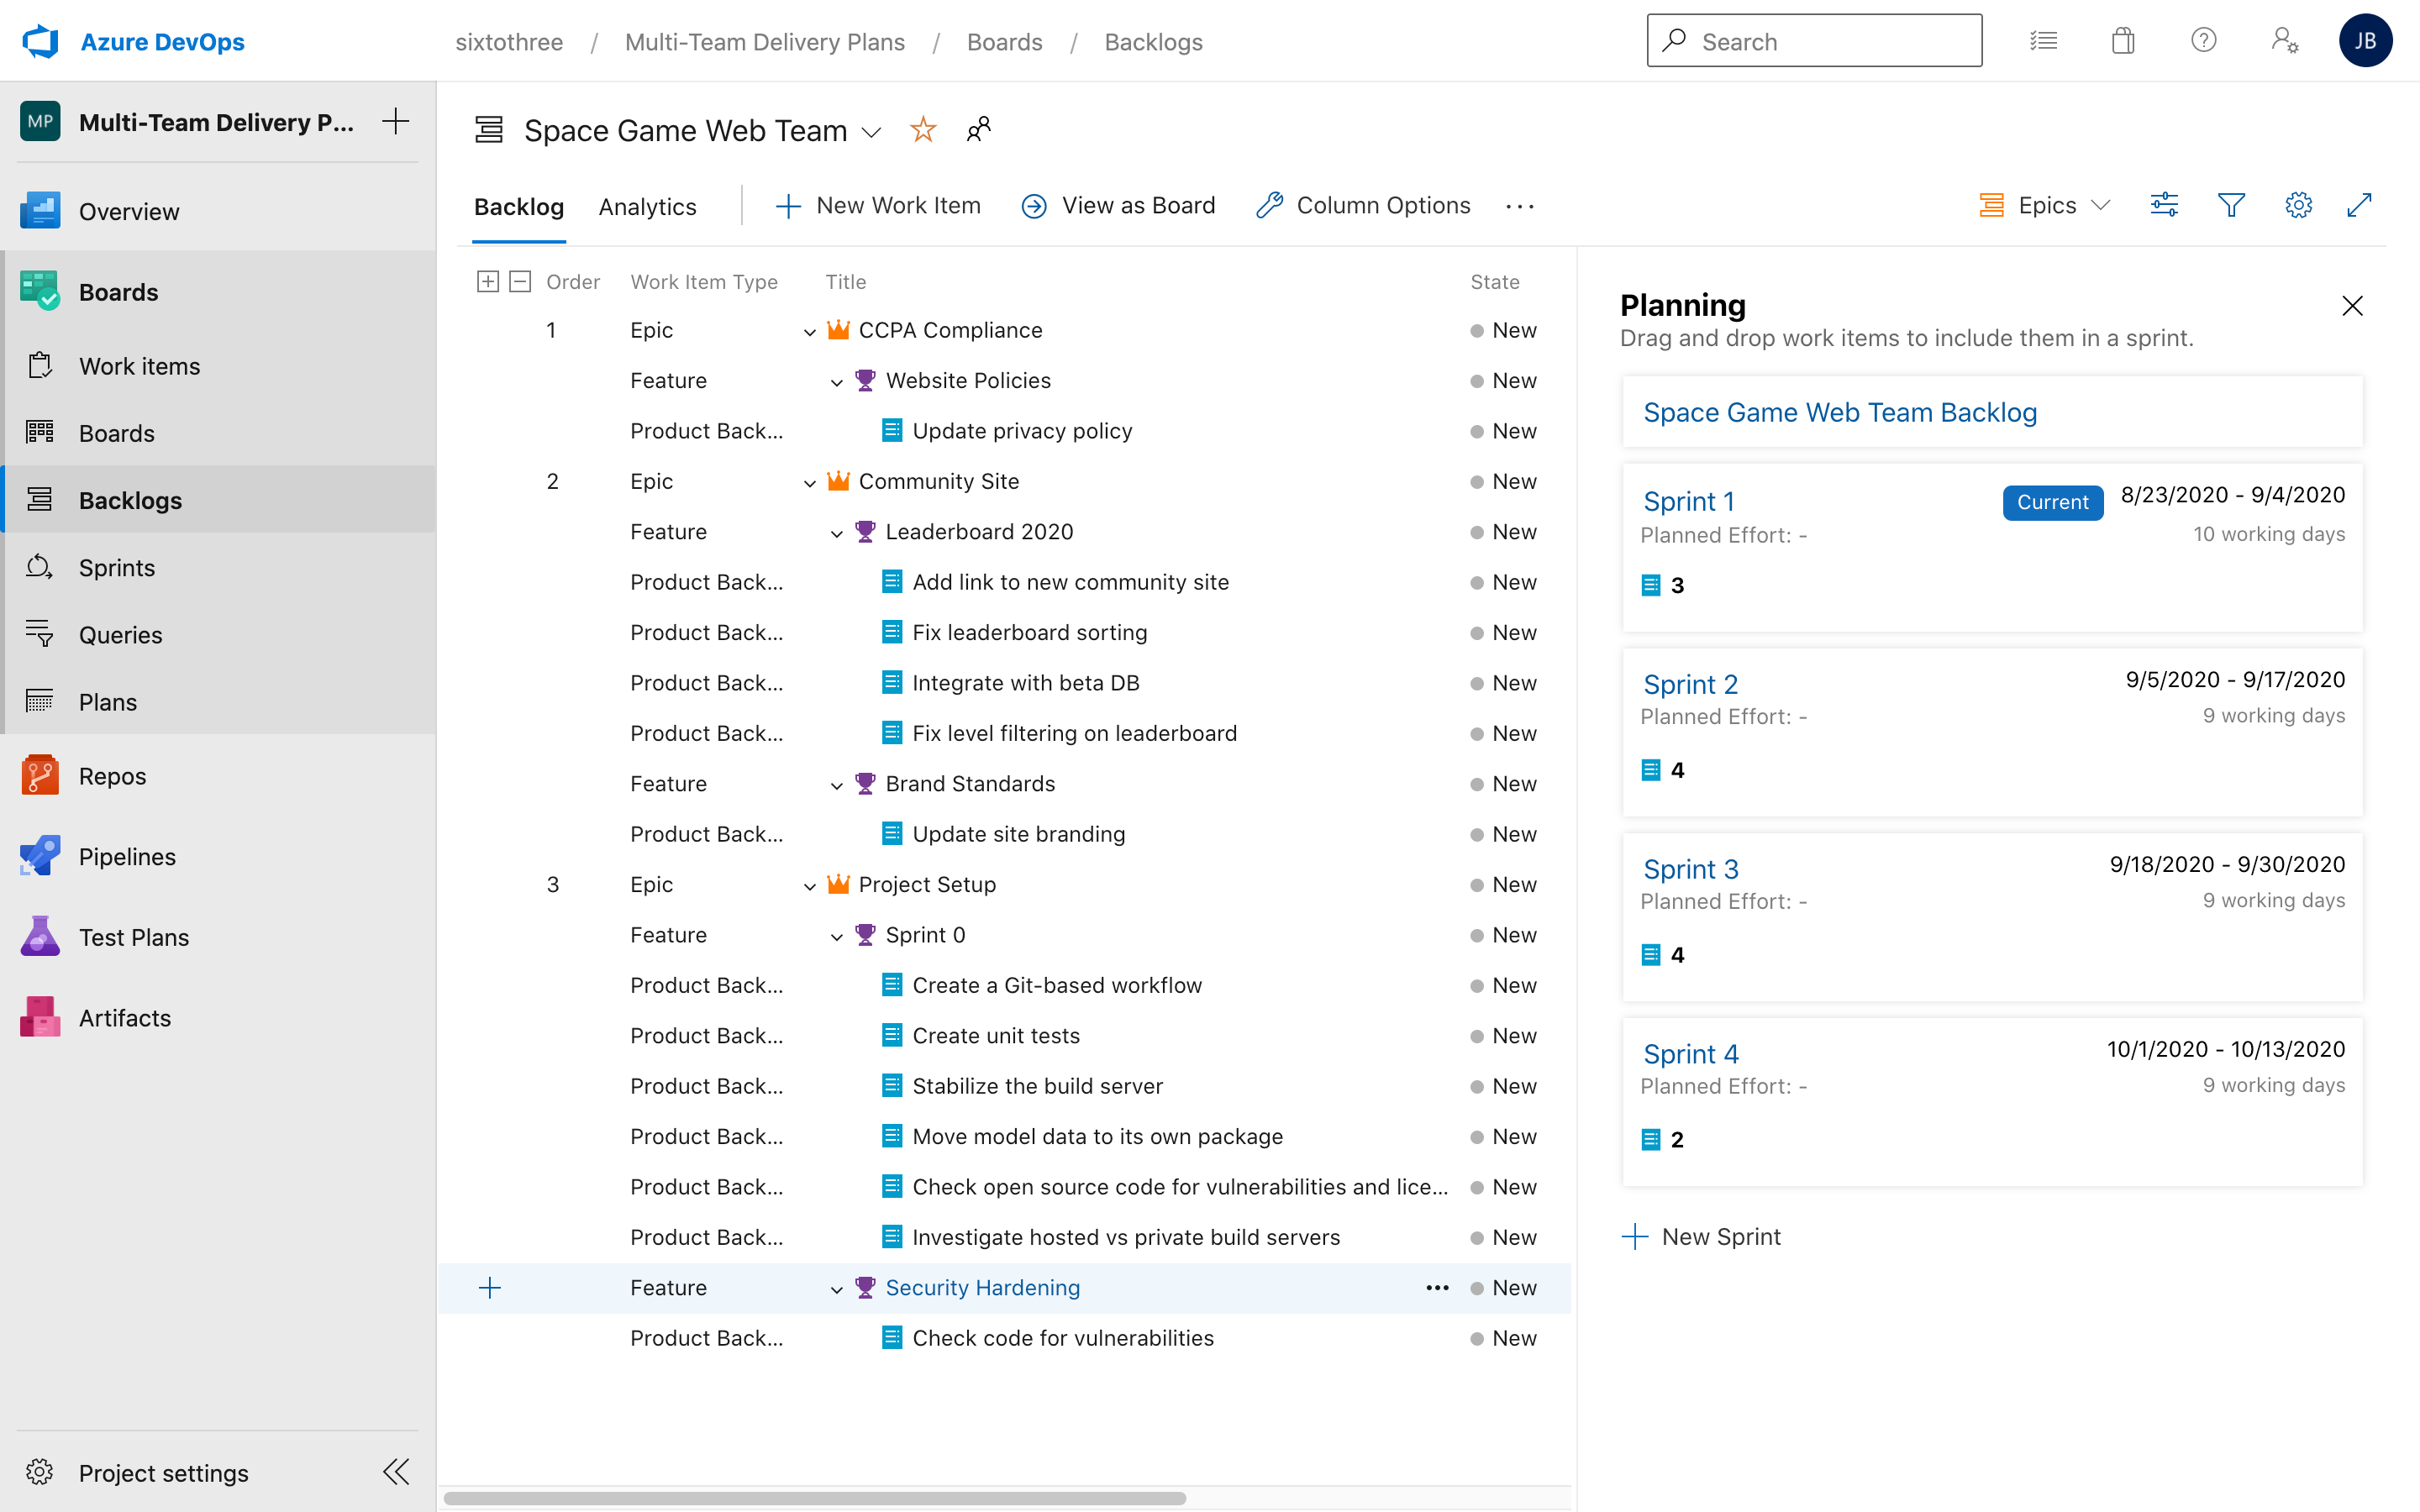 Azure DevOps
sixtothree / Multi-Team Delivery Plans / Boards / Backlogs
Search
JB
MP Multi-Team Delivery P...
Overview
Boards
Work items
Boards
Backlogs
Sprints
Queries
Plans
Repos
Pipelines
Test Plans
Artifacts
Project settings
Space Game Web Team
Backlog Analytics New Work Item View as Board Column Options ... Epics
Order Work Item Type Title State
1 Epic CCPA Compliance New
Feature Website Policies New
Product Back... Update privacy policy New
2 Epic Community Site New
Feature Leaderboard 2020 New
Product Back... Add link to new community site New
Product Back... Fix leaderboard sorting New
Product Back... Integrate with beta DB New
Product Back... Fix level filtering on leaderboard New
Feature Brand Standards New
Product Back... Update site branding New
3 Epic Project Setup New
Feature Sprint 0 New
Product Back... Create a Git-based workflow New
Product Back... Create unit tests New
Product Back... Stabilize the build server New
Product Back... Move model data to its own package New
Product Back... Check open source code for vulnerabilities and lice... New
Product Back... Investigate hosted vs private build servers New
Feature Security Hardening ... New
Product Back... Check code for vulnerabilities New
Planning
Drag and drop work items to include them in a sprint.
Space Game Web Team Backlog
Sprint 1 Current 8/23/2020 - 9/4/2020
Planned Effort: - 10 working days
3
Sprint 2 9/5/2020 - 9/17/2020
Planned Effort: - 9 working days
4
Sprint 3 9/18/2020 - 9/30/2020
Planned Effort: - 9 working days
4
Sprint 4 10/1/2020 - 10/13/2020
Planned Effort: - 9 working days
2
New Sprint